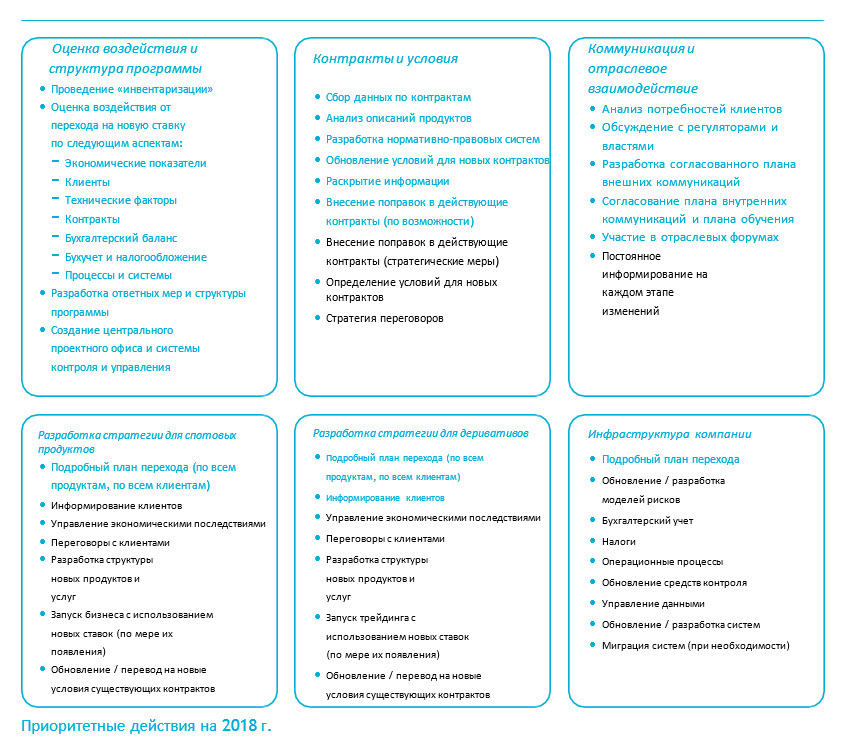 Оценка воздействия и
структура программы
• Проведение «инвентаризации»
• Оценка воздействия от
перехода на новую ставку
по следующим аспектам:
− Экономические показатели
− Клиенты
− Технические факторы
− Контракты
− Бухгалтерский баланс
− Бухучет и налогообложение
− Процессы и системы
• Разработка ответных мер и структуры
программы
• Создание центрального
проектного офиса и системы
контроля и управления
Контракты и условия
• Сбор данных по контрактам
• Анализ описаний продуктов
• Разработка нормативно-правовых систем
• Обновление условий для новых контрактов
• Раскрытие информации
• Внесение поправок в действующие
контракты (по возможности)
• Внесение поправок в действующие
контракты (стратегические меры)
• Определение условий для новых
контрактов
• Стратегия переговоров
Коммуникация и
отраслевое
взаимодействие
• Анализ потребностей клиентов
• Обсуждение с регуляторами и
властями
• Разработка согласованного плана
внешних коммуникаций
• Согласование плана внутренних
коммуникаций и плана обучения
• Участие в отраслевых форумах
• Постоянное
информирование на
каждом этапе
изменений
Разработка стратегии для спотовых
продуктов
• Подробный план перехода (по всем
продуктам, по всем клиентам)
• Информирование клиентов
• Управление экономическими последствиями
• Переговоры с клиентами
• Разработка структуры
новых продуктов и
услуг
• Запуск бизнеса с использованием
новых ставок (по мере их
появления)
• Обновление / перевод на новые
условия существующих контрактов
Разработка стратегии для деривативов
• Подробный план перехода (по всем
продуктам, по всем клиентам)
• Информирование клиентов
• Управление экономическими последствиями
• Переговоры с клиентами
• Разработка структуры
новых продуктов и
услуг
• Запуск трейдинга с
использованием новых ставок
(по мере их появления)
• Обновление / перевод на новые
условия существующих контрактов
Инфраструктура компании
• Подробный план перехода
• Обновление / разработка
моделей рисков
• Бухгалтерский учет
• Налоги
• Операционные процессы
• Обновление средств контроля
• Управление данными
• Обновление / разработка систем
• Миграция систем (при необходимости)
Приоритетные действия на 2018 г.